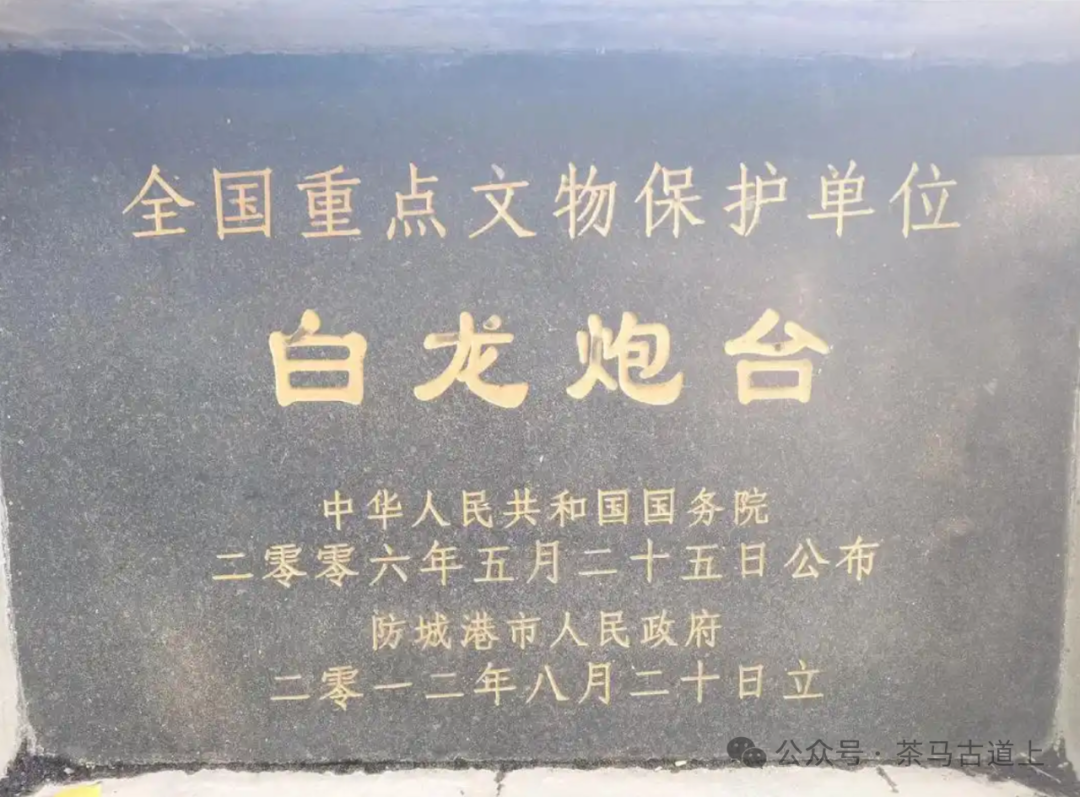 全国重点文物保护单位
白龙炮台
中华人民共和国国务院
二零零六年五月二十五日公布
防城港市人民政府
二零一二年八月二十日立
公众号·茶马古道上